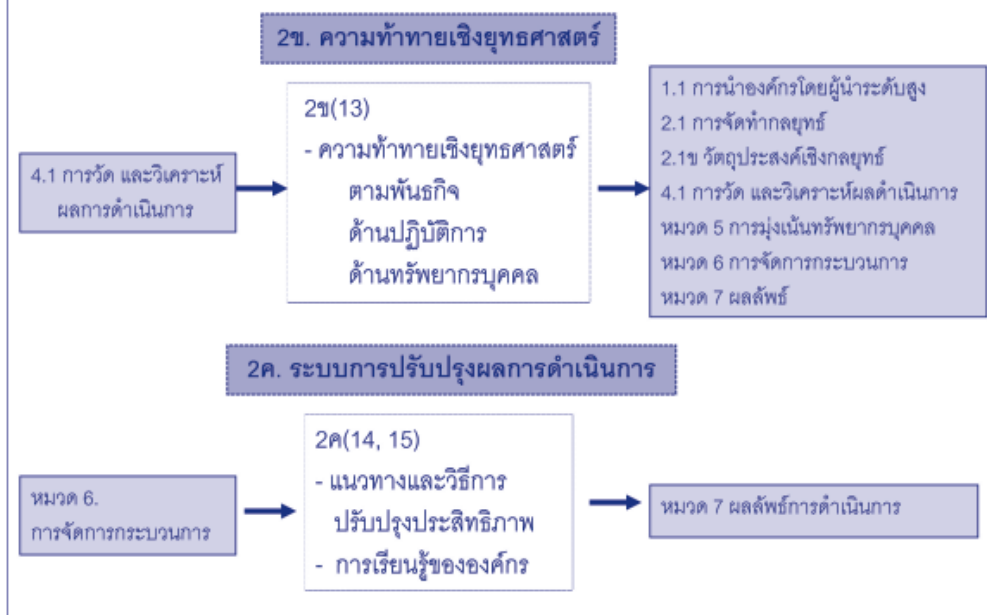 2ข. ความท้าทายเชิงยุทธศาสตร์
4.1 การวัด และวิเคราะห์
ผลการดำเนินการ
2ข(13)
- ความท้าทายเชิงยุทธศาสตร์
ตามพันธกิจ
ด้านปฏิบัติการ
ด้านทรัพยากรบุคคล
1.1 การนำองค์กรโดยผู้นำระดับสูง
2.1 การจัดทำกลยุทธ์
2.1ข วัตถุประสงค์เชิงกลยุทธ์
4.1 การวัด และวิเคราะห์ผลดำเนินการ
หมวด 5 การมุ่งเน้นทรัพยากรบุคคล
หมวด 6 การจัดการกระบวนการ
หมวด 7 ผลลัพธ์
2ค. ระบบการปรับปรุงผลการดำเนินการ
หมวด 6.
การจัดการกระบวนการ
2ค(14, 15)
- แนวทางและวิธีการ
ปรับปรุงประสิทธิภาพ
- การเรียนรู้ขององค์กร
หมวด 7 ผลลัพธ์การดำเนินการ